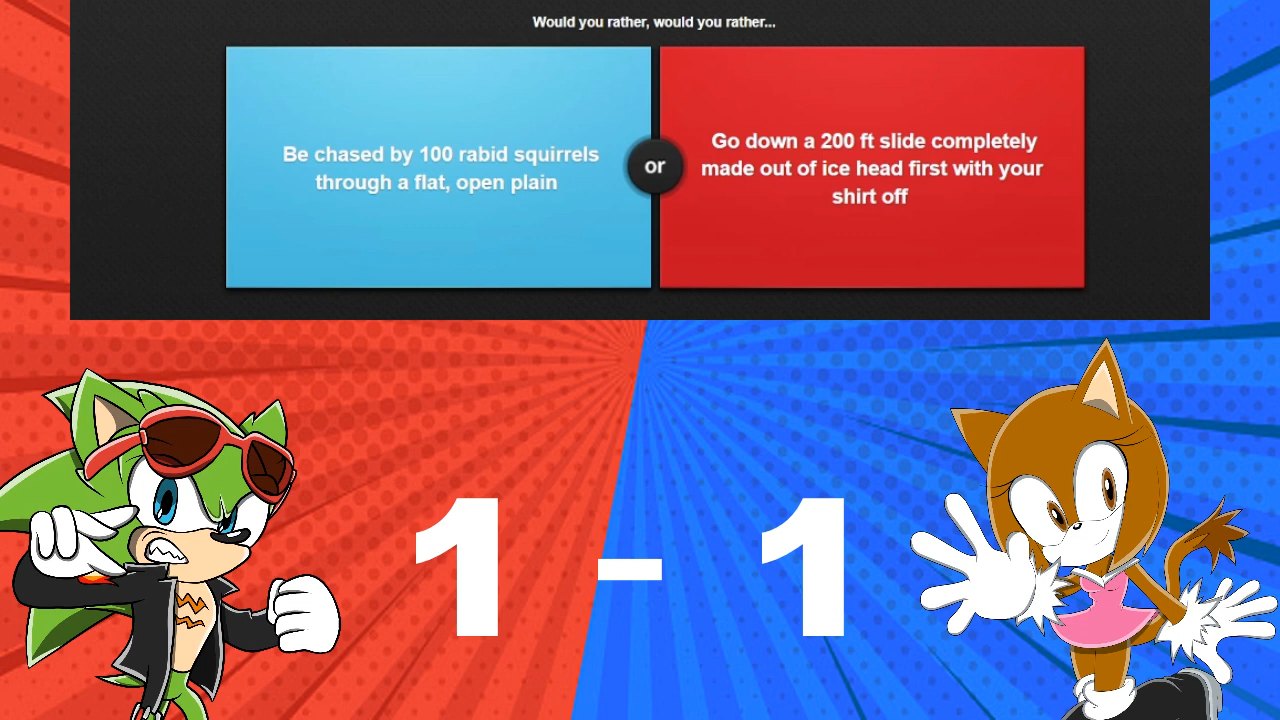 Would you rather, would you rather...
Be chased by 100 rabid squirrels
through a flat, open plain
or
Go down a 200 ft slide completely
made out of ice head first with your
shirt off
1 - 1